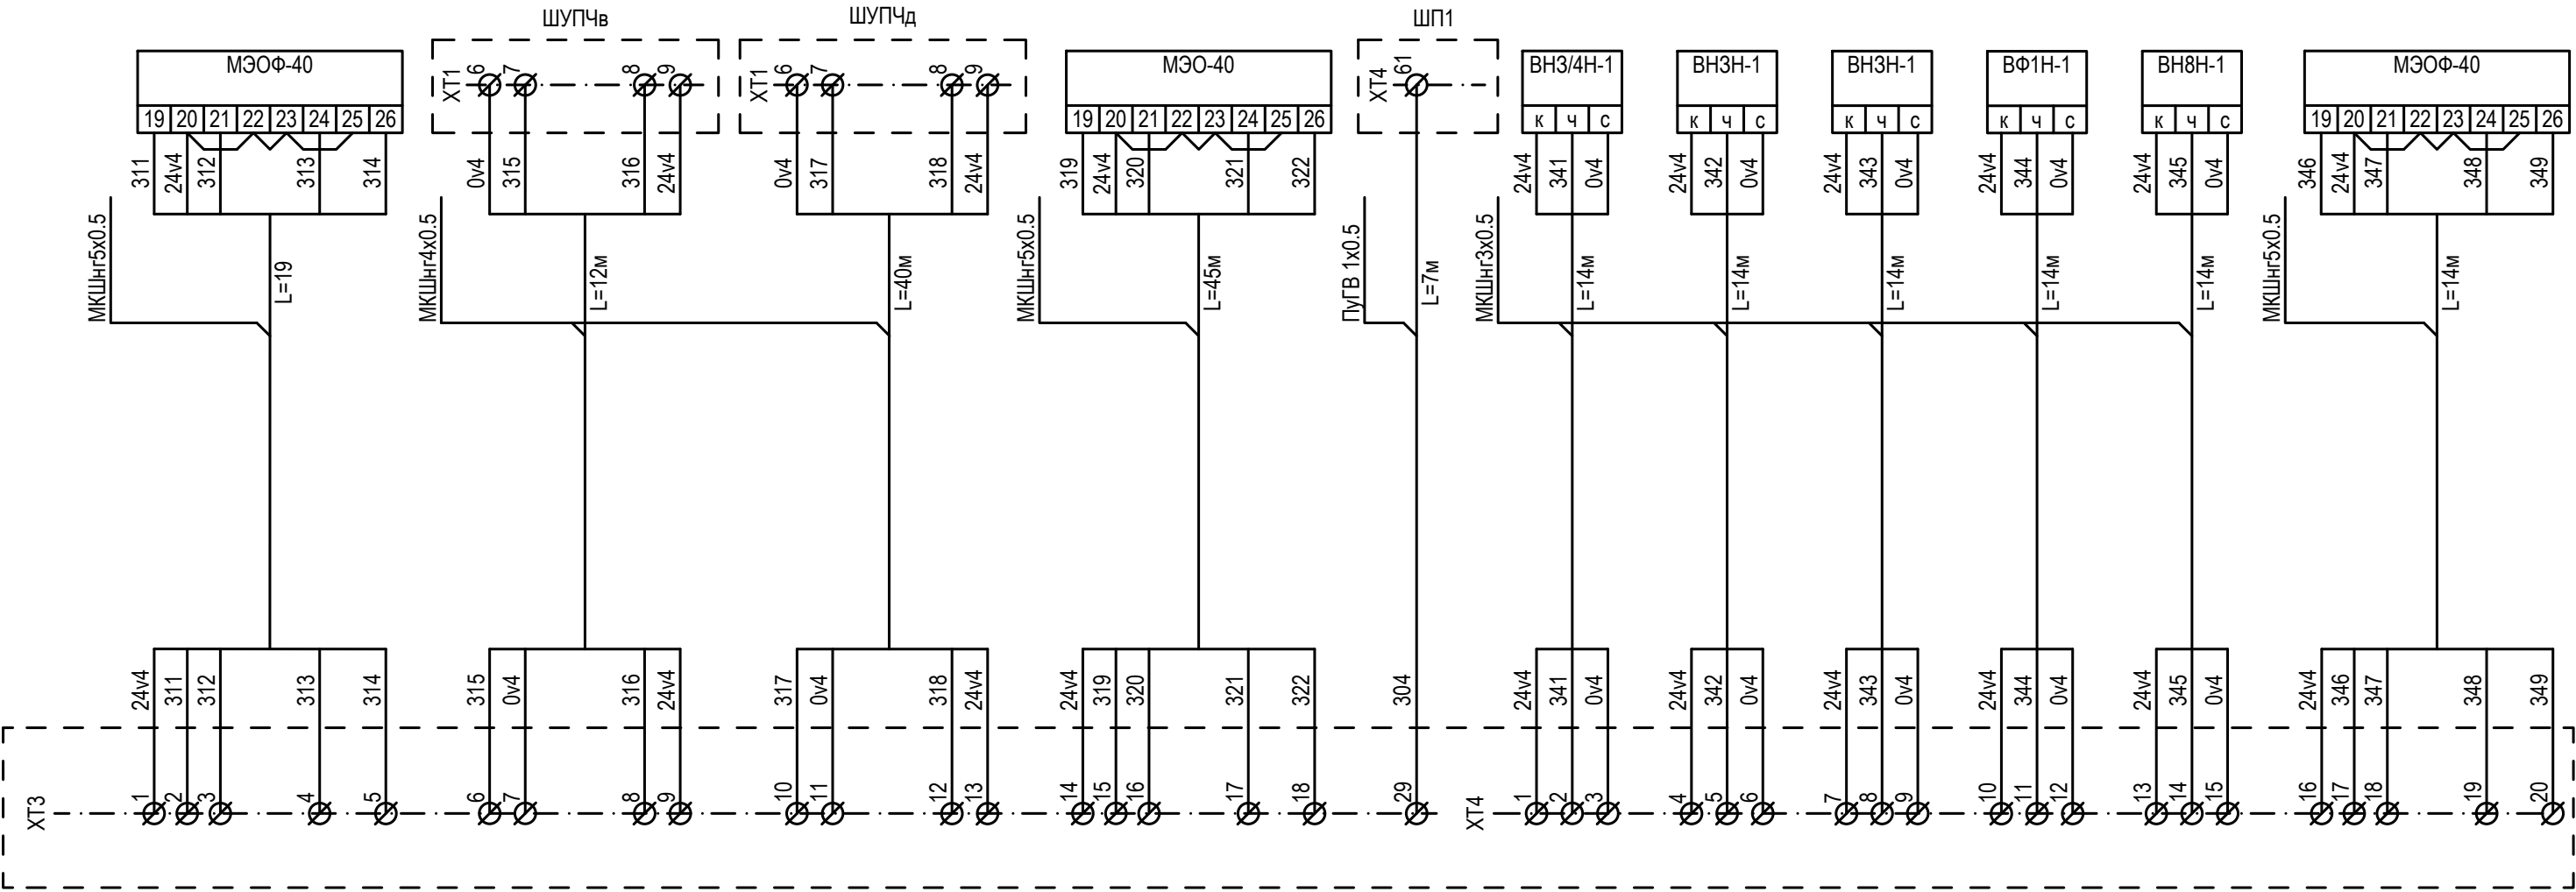 ШУПЧв
ШУПЧд
ШП1
МЭОФ-40
19 20 21 22 23 24 25 26
XT1 6 7 8 9
XT1 6 7 8 9
МЭО-40
19 20 21 22 23 24 25 26
XT4 61
ВН3/4Н-1
к ч с
ВН3Н-1
к ч с
ВН3Н-1
к ч с
ВФ1Н-1
к ч с
ВН8Н-1
к ч с
МЭОФ-40
19 20 21 22 23 24 25 26
311 24v4 312 313 314
0v4 315 316 24v4
0v4 317 318 24v4
319 24v4 320 321 322
24v4 341 0v4
24v4 342 0v4
24v4 343 0v4
24v4 344 0v4
24v4 345 0v4
346 24v4 347 348 349
МКШнг5х0.5
L=19
МКШнг4х0.5
L=12м
L=40м
МКШнг5х0.5
L=45м
ПуГВ 1х0.5
L=7м
МКШнг3х0.5
L=14м
L=14м
L=14м
L=14м
L=14м
МКШнг5х0.5
L=14м
24v4 311 312 313 314
315 0v4 316 24v4
317 0v4 318 24v4
24v4 319 320 321 322
304
24v4 341 0v4
24v4 342 0v4
24v4 343 0v4
24v4 344 0v4
24v4 345 0v4
24v4 346 347 348 349
XT3 1 2 3 4 5 6 7 8 9 10 11 12 13 14 15 16 17 18 29
XT4 1 2 3 4 5 6 7 8 9 10 11 12 13 14 15 16 17 18 19 20